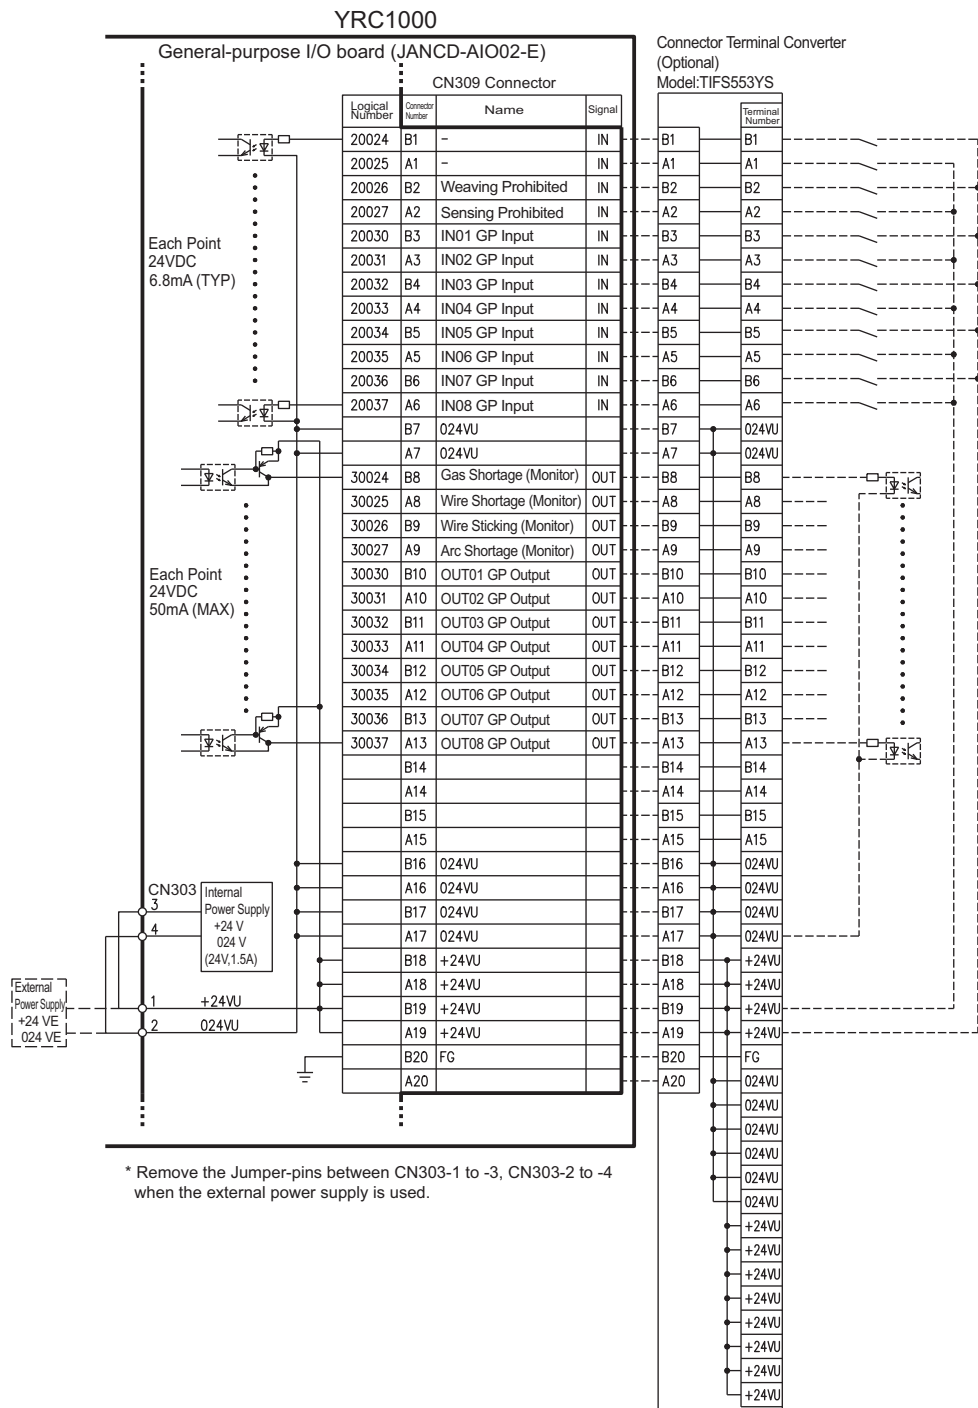 YRC1000
General-purpose I/O board (JANCD-AIO02-E)
Connector Terminal Converter
(Optional)
Model:TIFS553YS
CN309 Connector
Logical Number Connector Number Name Signal Terminal Number
20024 B1 – IN B1 B1
20025 A1 – IN A1 A1
20026 B2 Weaving Prohibited IN B2 B2
20027 A2 Sensing Prohibited IN A2 A2
20030 B3 IN01 GP Input IN B3 B3
20031 A3 IN02 GP Input IN A3 A3
20032 B4 IN03 GP Input IN B4 B4
20033 A4 IN04 GP Input IN A4 A4
20034 B5 IN05 GP Input IN B5 B5
20035 A5 IN06 GP Input IN A5 A5
20036 B6 IN07 GP Input IN B6 B6
20037 A6 IN08 GP Input IN A6 A6
B7 024VU B7 024VU
A7 024VU A7 024VU
30024 B8 Gas Shortage (Monitor) OUT B8 B8
30025 A8 Wire Shortage (Monitor) OUT A8 A8
30026 B9 Wire Sticking (Monitor) OUT B9 B9
30027 A9 Arc Shortage (Monitor) OUT A9 A9
30030 B10 OUT01 GP Output OUT B10 B10
30031 A10 OUT02 GP Output OUT A10 A10
30032 B11 OUT03 GP Output OUT B11 B11
30033 A11 OUT04 GP Output OUT A11 A11
30034 B12 OUT05 GP Output OUT B12 B12
30035 A12 OUT06 GP Output OUT A12 A12
30036 B13 OUT07 GP Output OUT B13 B13
30037 A13 OUT08 GP Output OUT A13 A13
B14 B14 B14
A14 A14 A14
B15 B15 B15
A15 A15 A15
B16 024VU B16 024VU
A16 024VU A16 024VU
B17 024VU B17 024VU
A17 024VU A17 024VU
B18 +24VU B18 +24VU
A18 +24VU A18 +24VU
B19 +24VU B19 +24VU
A19 +24VU A19 +24VU
B20 FG B20 FG
A20 A20 024VU
024VU
024VU
024VU
024VU
024VU
+24VU
+24VU
+24VU
+24VU
+24VU
+24VU
+24VU
+24VU
Each Point
24VDC
6.8mA (TYP)
Each Point
24VDC
50mA (MAX)
CN303
3
4
Internal
Power Supply
+24 V
024 V
(24V,1.5A)
External
Power Supply
+24 VE
024 VE
1 +24VU
2 024VU
* Remove the Jumper-pins between CN303-1 to -3, CN303-2 to -4
when the external power supply is used.